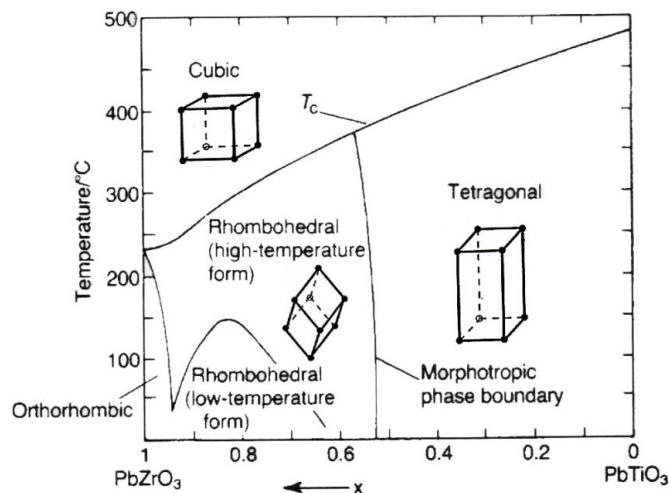 500
Cubic
400
T_C
Temperature/°C
300
Tetragonal
Rhombohedral
(high-temperature
form)
200
100
Rhombohedral
(low-temperature
form)
Morphotropic
phase boundary
Orthorhombic
1 0.8 0.6 0.4 0.2 0
PbZrO₃ x PbTiO₃